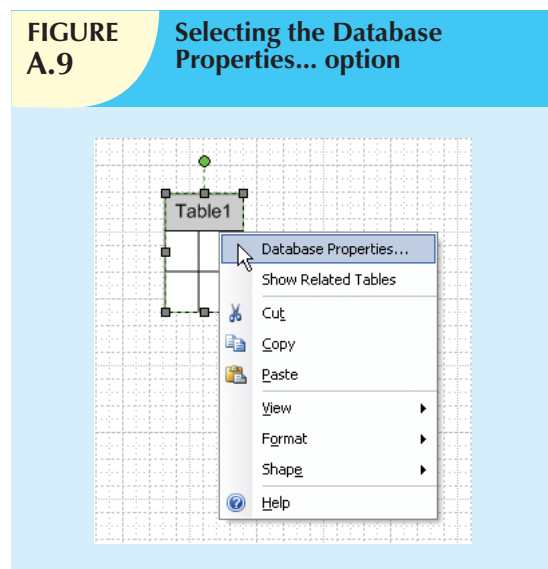 FIGURE A.9
Selecting the Database
Properties... option
Table1
Database Properties...
Show Related Tables
Cut
Copy
Paste
View
Format
Shape
Help